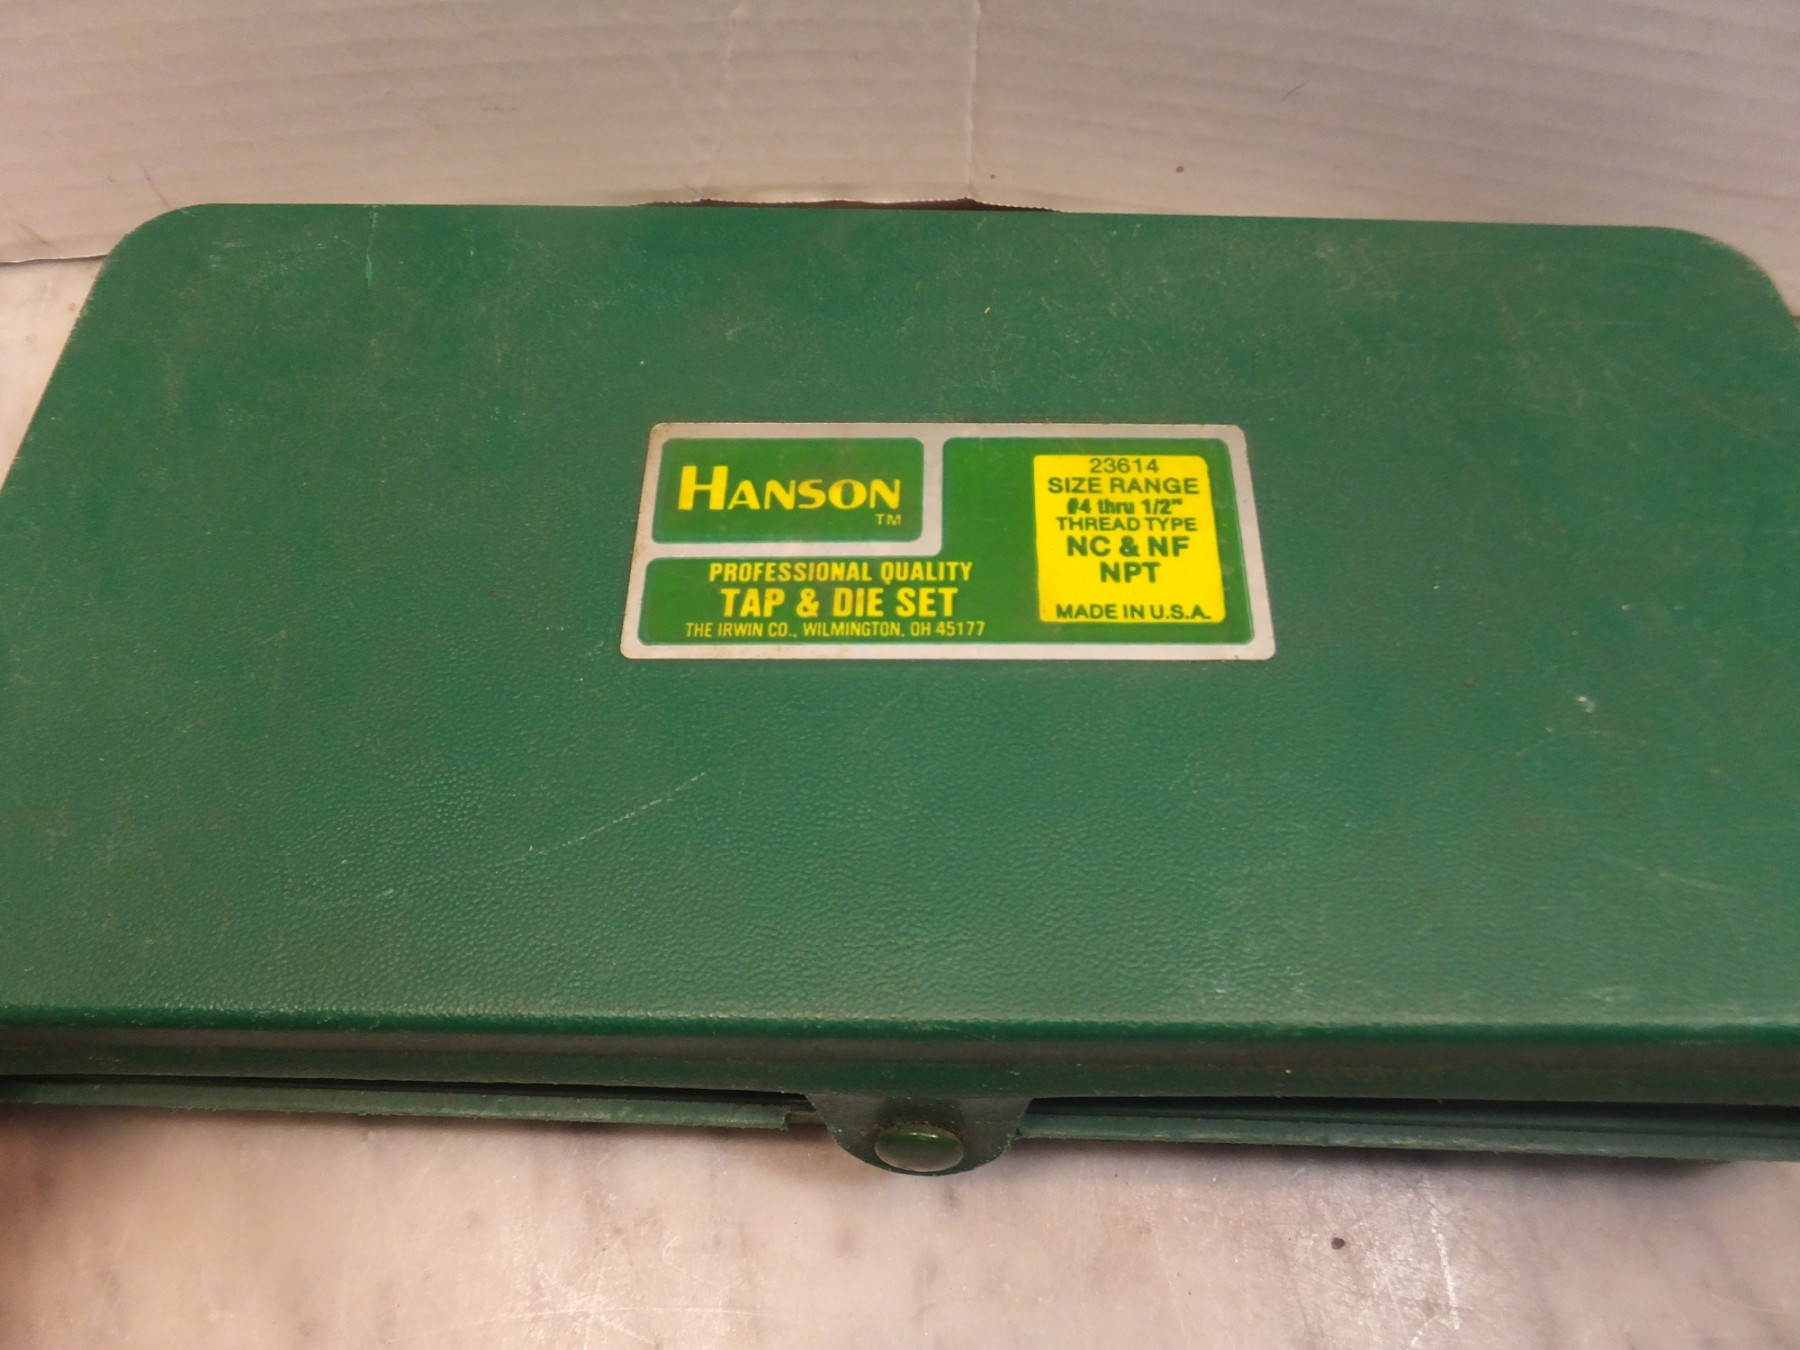 HANSON
TM
PROFESSIONAL QUALITY
TAP & DIE SET
THE IRWIN CO., WILMINGTON, OH 45177
23614
SIZE RANGE
#4 thru 1/2"
THREAD TYPE
NC & NF
NPT
MADE IN U.S.A.